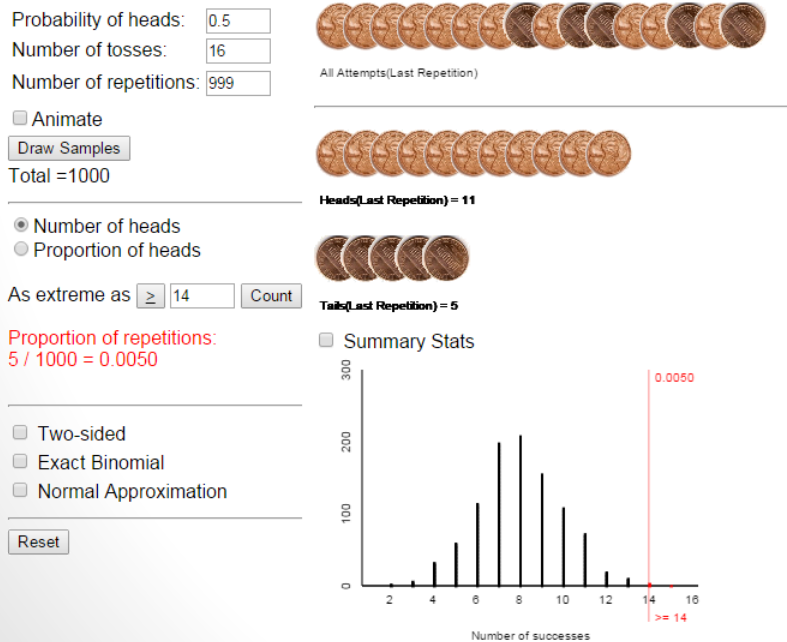 Probability of heads: 0.5
Number of tosses: 16
Number of repetitions: 999
Animate
Draw Samples
Total =1000
Number of heads
Proportion of heads
As extreme as ≥ 14 Count
Proportion of repetitions:
5 / 1000 = 0.0050
Two-sided
Exact Binomial
Normal Approximation
Reset
All Attempts(Last Repetition)
Heads(Last Repetition) = 11
Tails(Last Repetition) = 5
Summary Stats
300
200
100
0
0.0050
2 4 6 8 10 12 14 16
>= 14
Number of successes